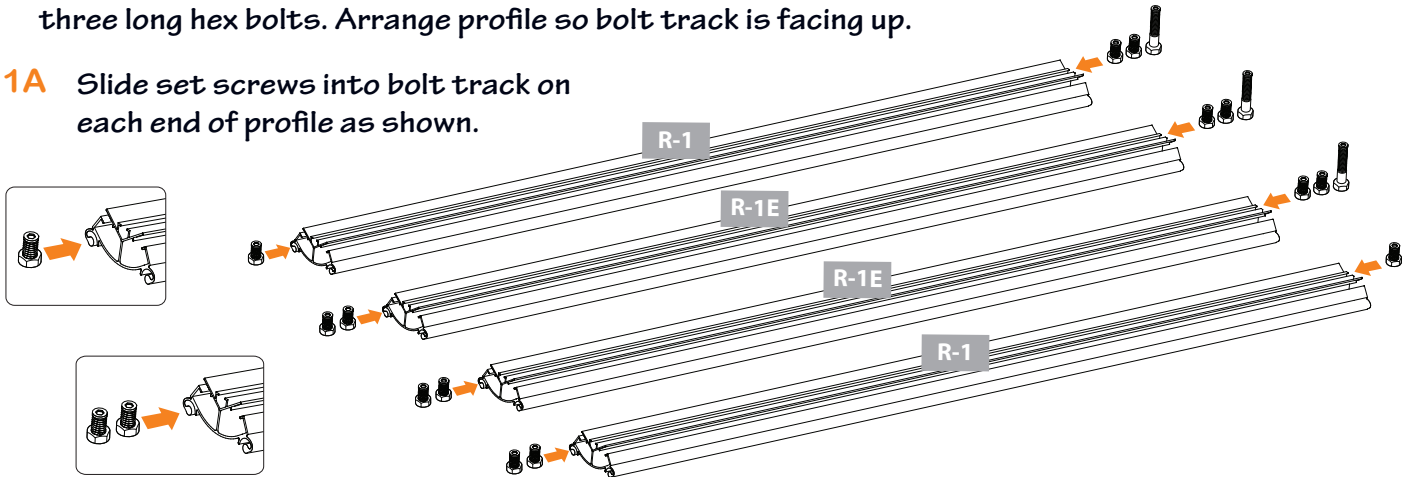 three long hex bolts. Arrange profile so bolt track is facing up.
1A Slide set screws into bolt track on
each end of profile as shown.
R-1
R-1E
R-1E
R-1